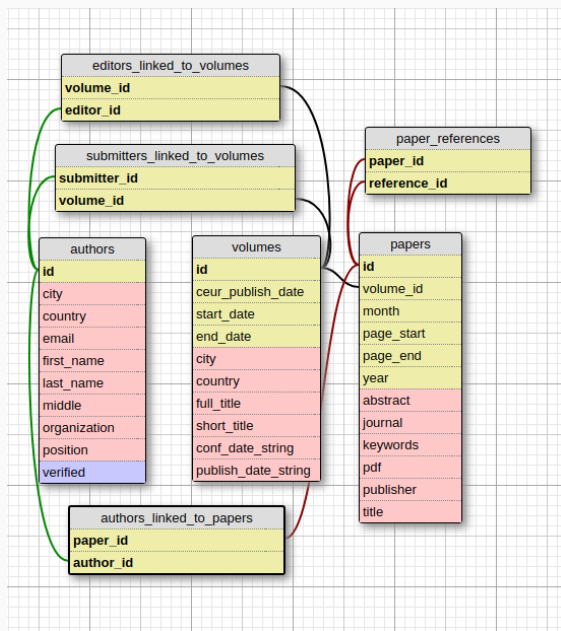 editors_linked_to_volumes
volume_id
editor_id
submitters_linked_to_volumes
submitter_id
volume_id
paper_references
paper_id
reference_id
authors
id
city
country
email
first_name
last_name
middle
organization
position
verified
volumes
id
ceur_publish_date
start_date
end_date
city
country
full_title
short_title
conf_date_string
publish_date_string
papers
id
volume_id
month
page_start
page_end
year
abstract
journal
keywords
pdf
publisher
title
authors_linked_to_papers
paper_id
author_id